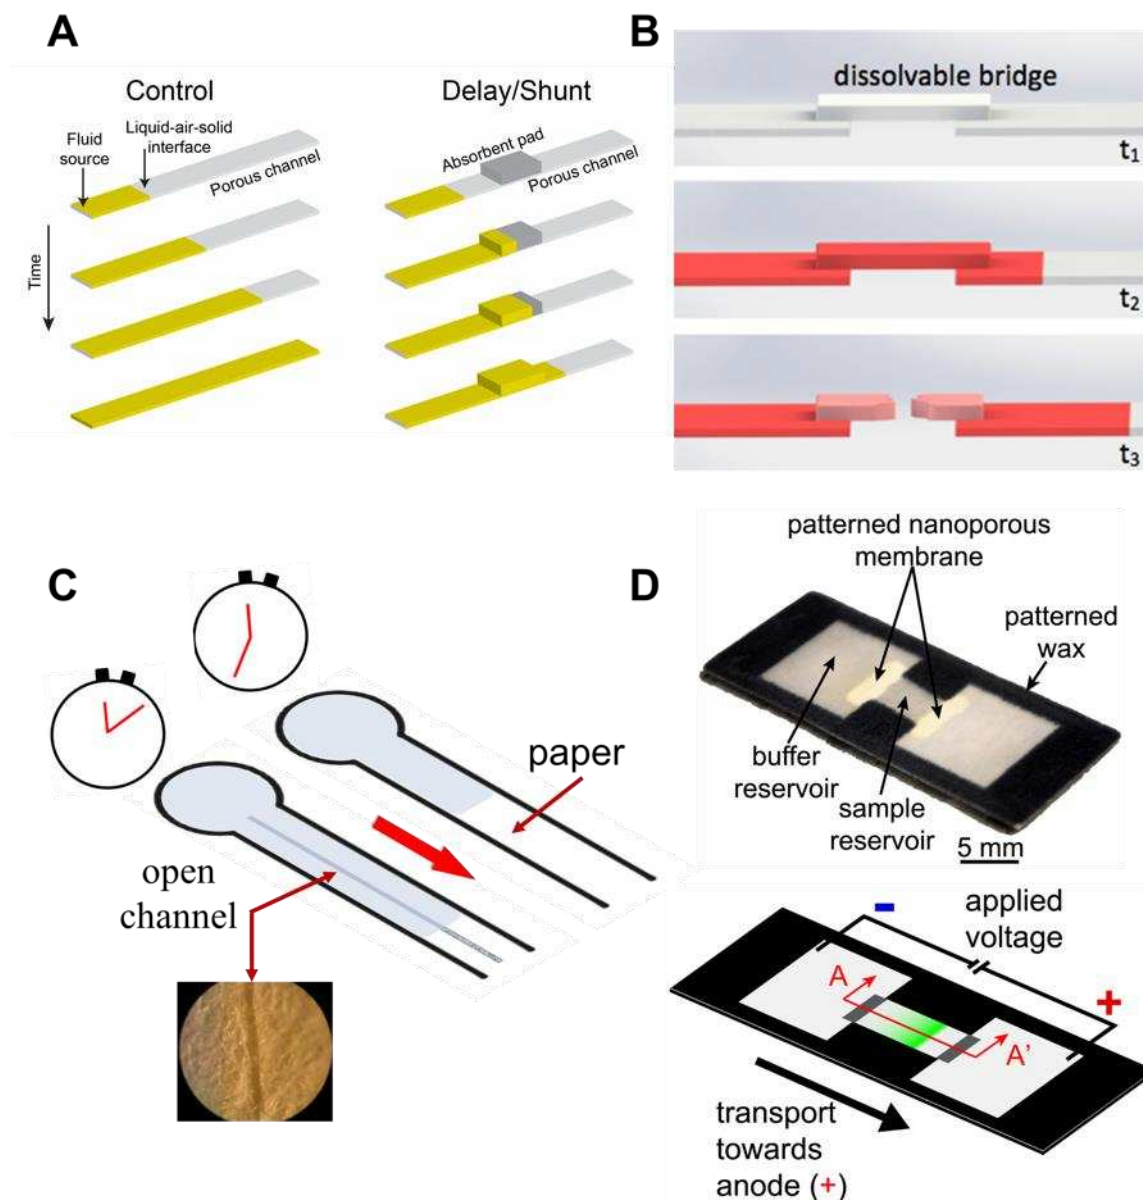 A
Control
Fluid
source
Liquid-air-solid
interface
Porous channel
Time
Delay/Shunt
Absorbent pad
Porous channel
B
dissolvable bridge
t1
t2
t3
C
paper
open
channel
D
patterned nanoporous
membrane
patterned
wax
buffer
reservoir
sample
reservoir
5 mm
-
applied
voltage
+
A
A'
transport
towards
anode (+)